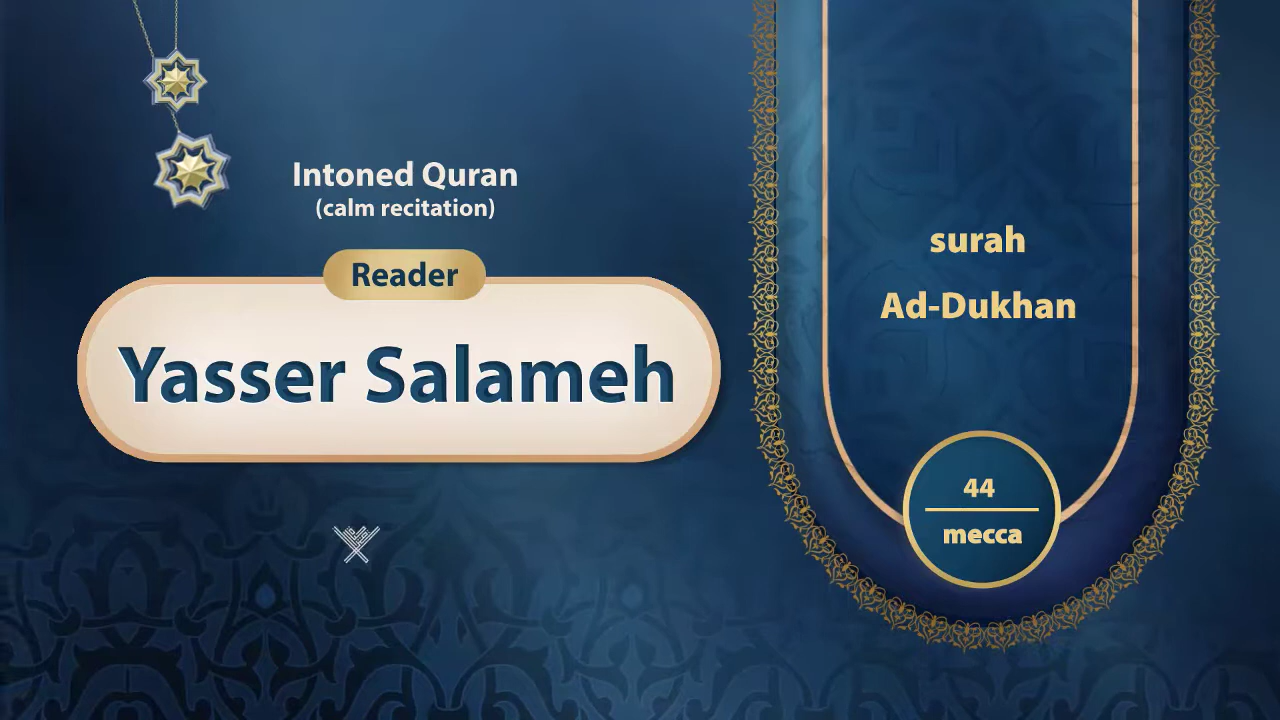 Intoned Quran
(calm recitation)
Reader
Yasser Salameh
surah
Ad-Dukhan
44
mecca